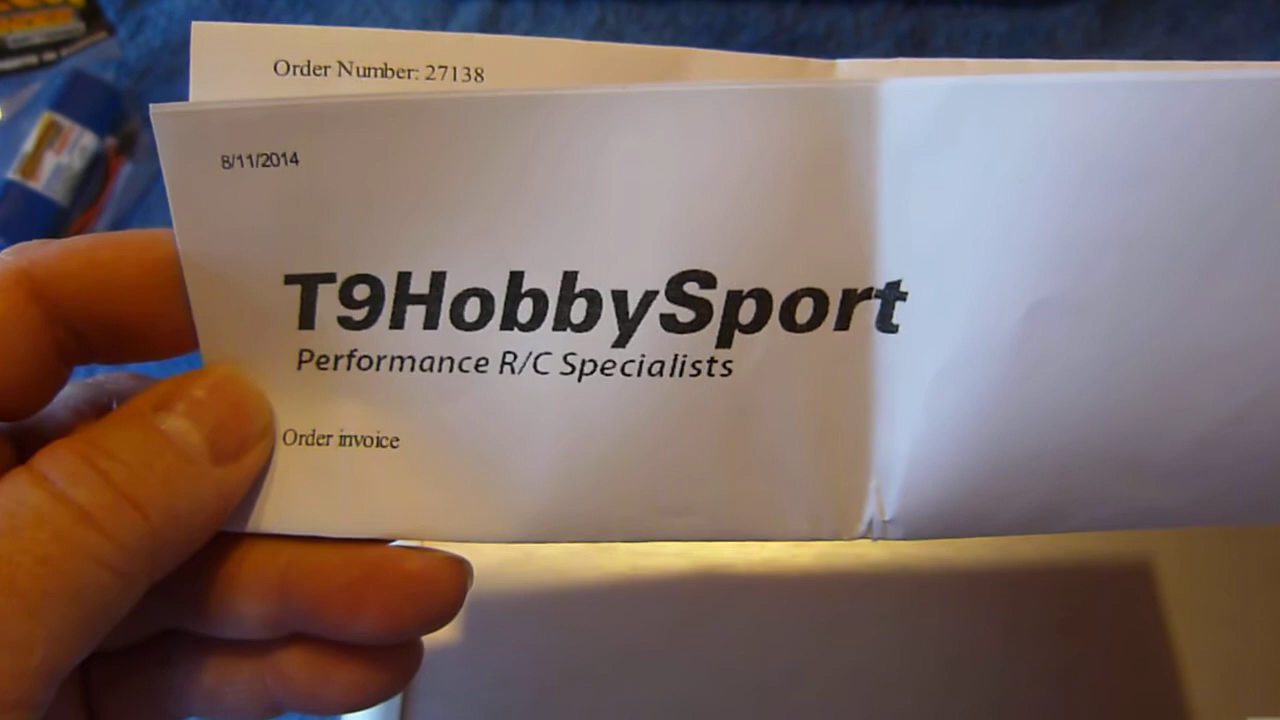 Order Number: 27138
8/11/2014
T9HobbySport
Performance R/C Specialists
Order invoice